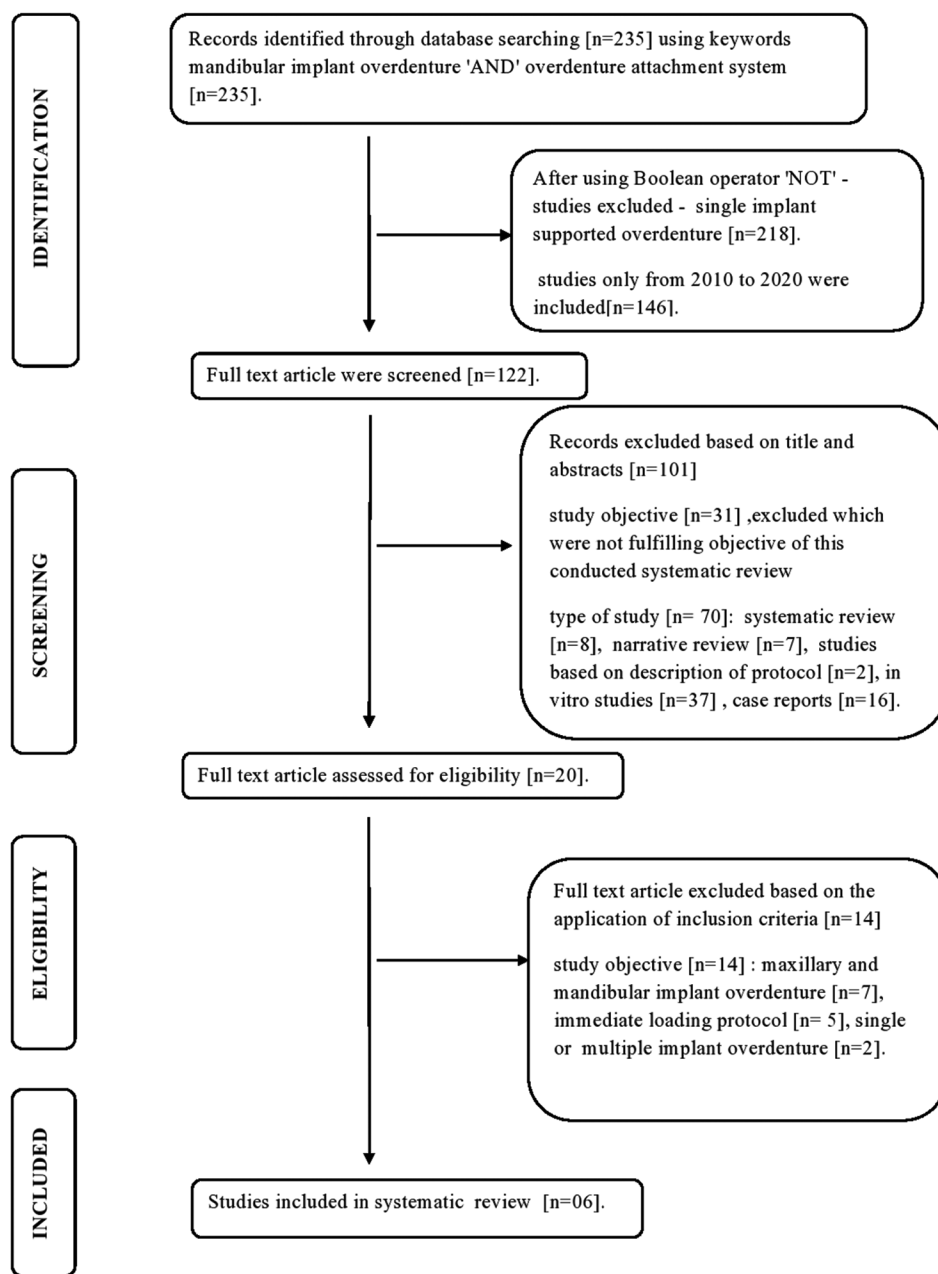 IDENTIFICATION
Records identified through database searching [n=235] using keywords
mandibular implant overdenture 'AND' overdenture attachment system
[n=235].
After using Boolean operator 'NOT' -
studies excluded - single implant
supported overdenture [n=218].
studies only from 2010 to 2020 were
included[n=146].
Full text article were screened [n=122].
SCREENING
Records excluded based on title and
abstracts [n=101]
study objective [n=31] ,excluded which
were not fulfilling objective of this
conducted systematic review
type of study [n= 70]: systematic review
[n=8], narrative review [n=7], studies
based on description of protocol [n=2], in
vitro studies [n=37] , case reports [n=16].
Full text article assessed for eligibility [n=20].
ELIGIBILITY
Full text article excluded based on the
application of inclusion criteria [n=14]
study objective [n=14] : maxillary and
mandibular implant overdenture [n=7],
immediate loading protocol [n= 5], single
or multiple implant overdenture [n=2].
INCLUDED
Studies included in systematic review [n=06].